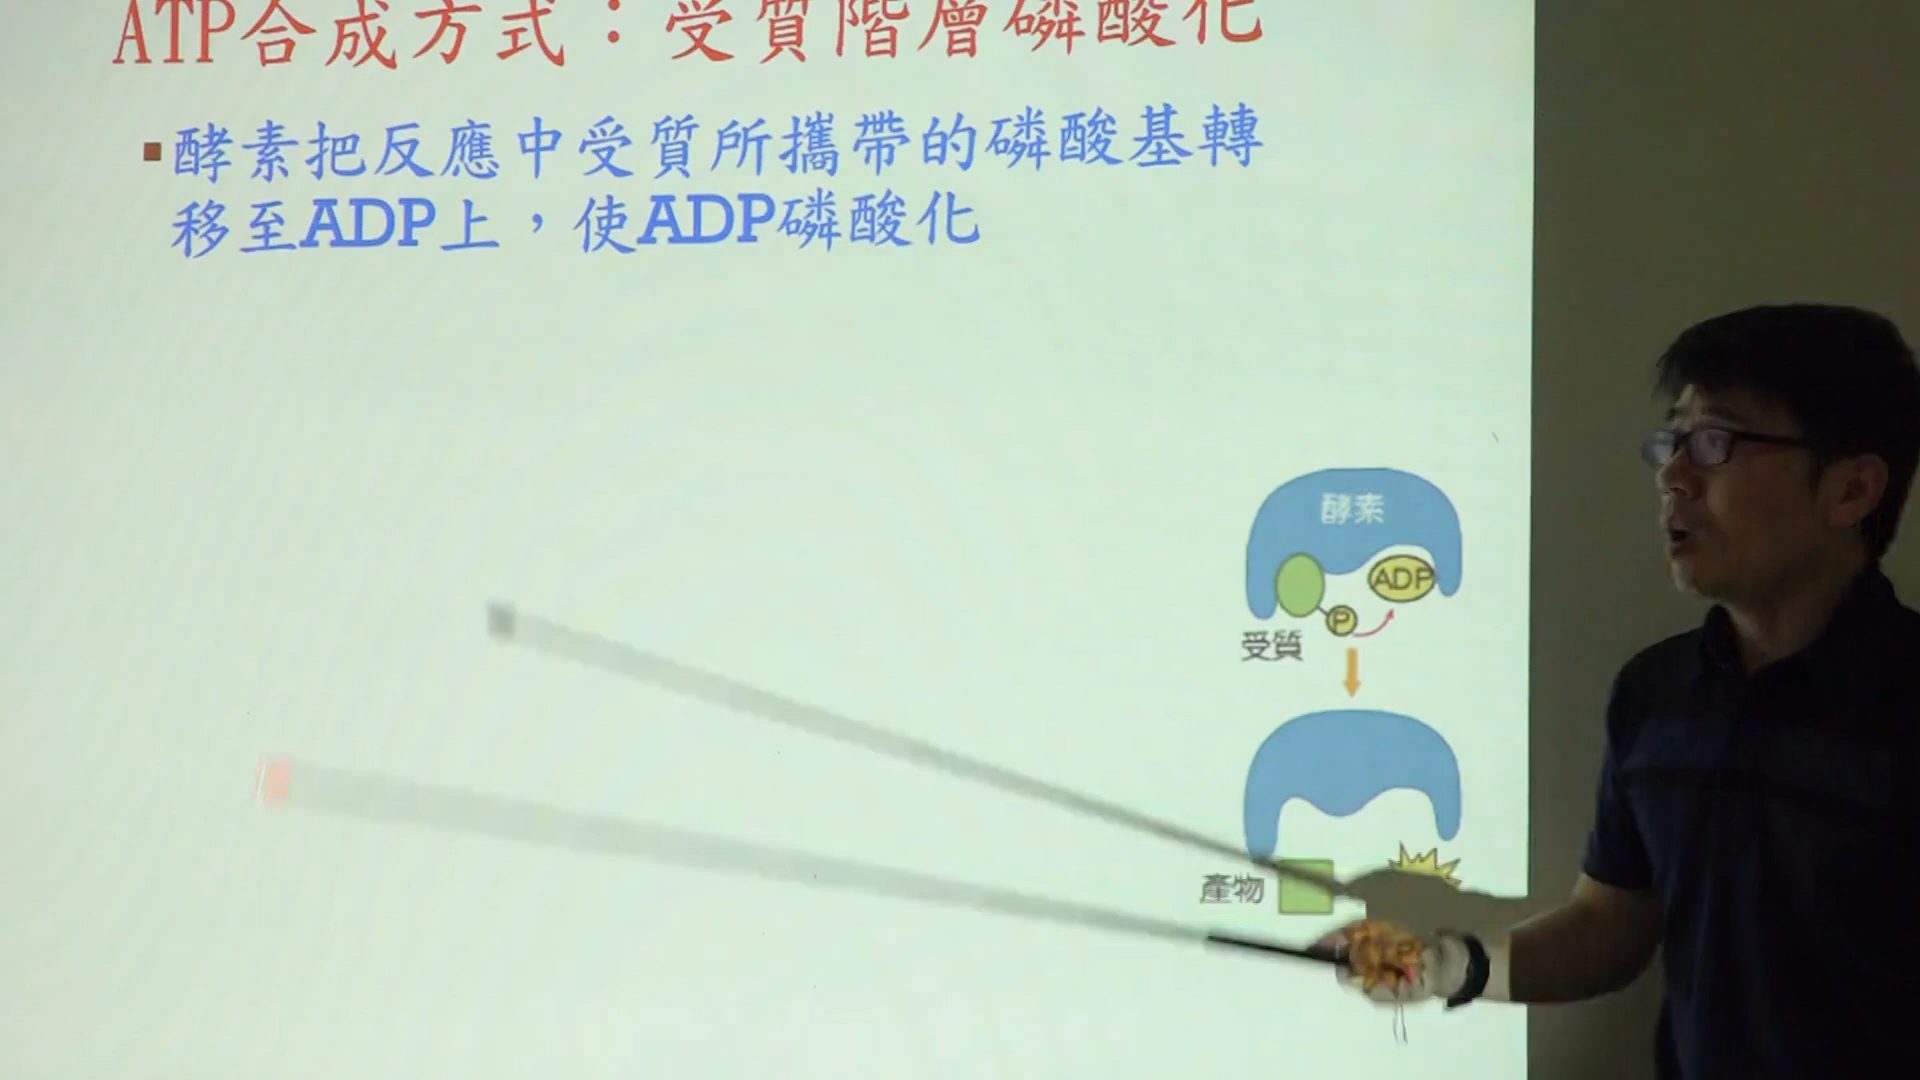 ATP合成方式：受質階層磷酸化
▪酵素把反應中受質所攜帶的磷酸基轉
移至ADP上，使ADP磷酸化
酵素
ADP
P
受質
產物